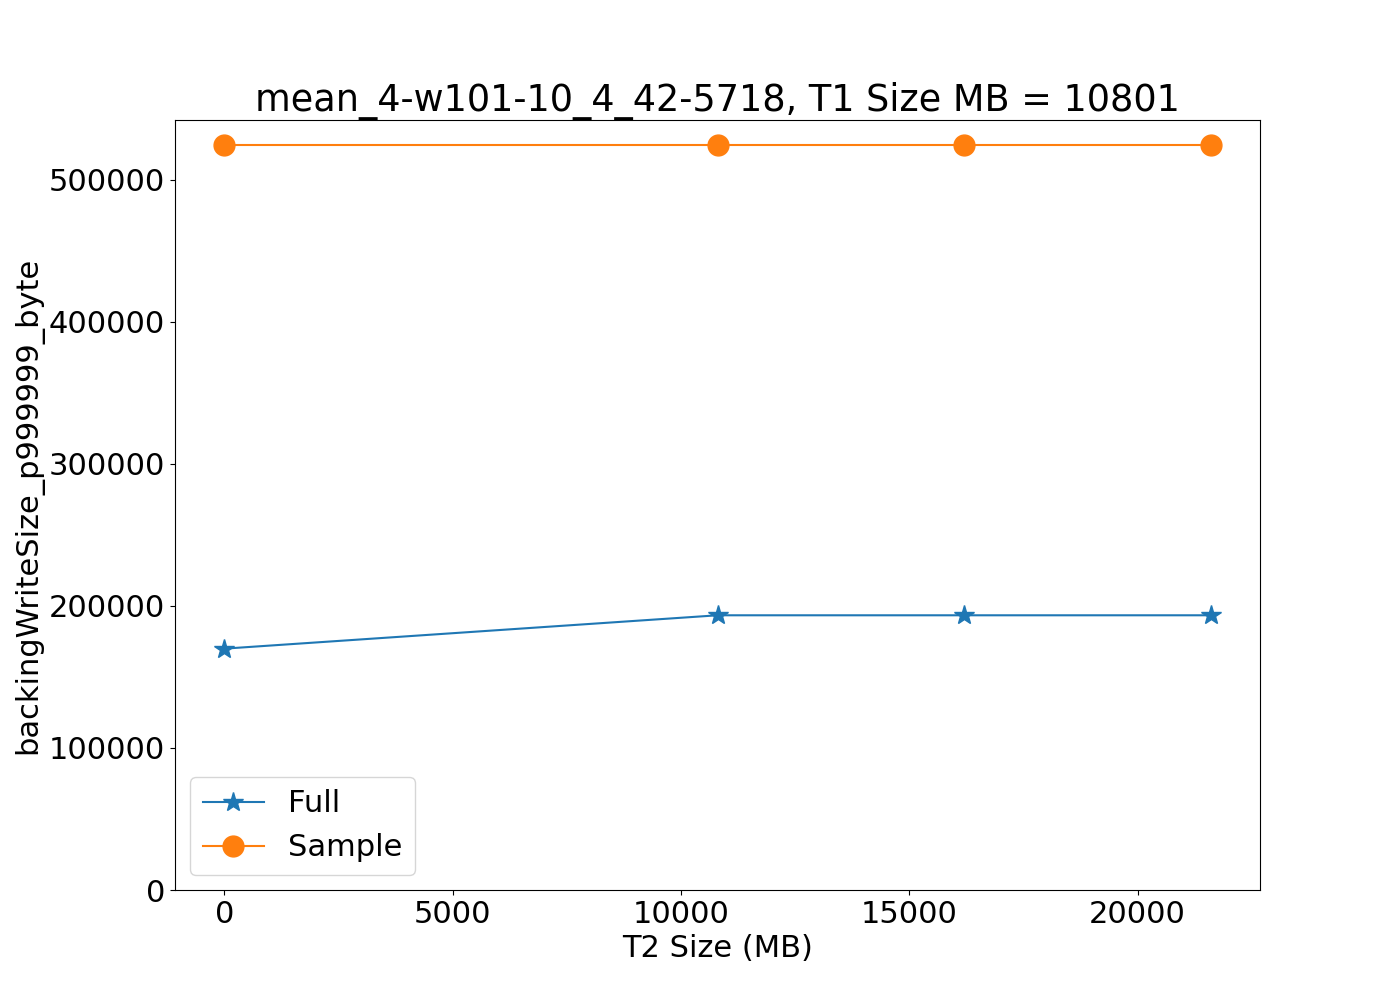 mean_4-w101-10_4_42-5718, T1 Size MB = 10801
backingWriteSize_p999999_byte
500000
400000
300000
200000
100000
0
Full
Sample
0 5000 10000 15000 20000
T2 Size (MB)